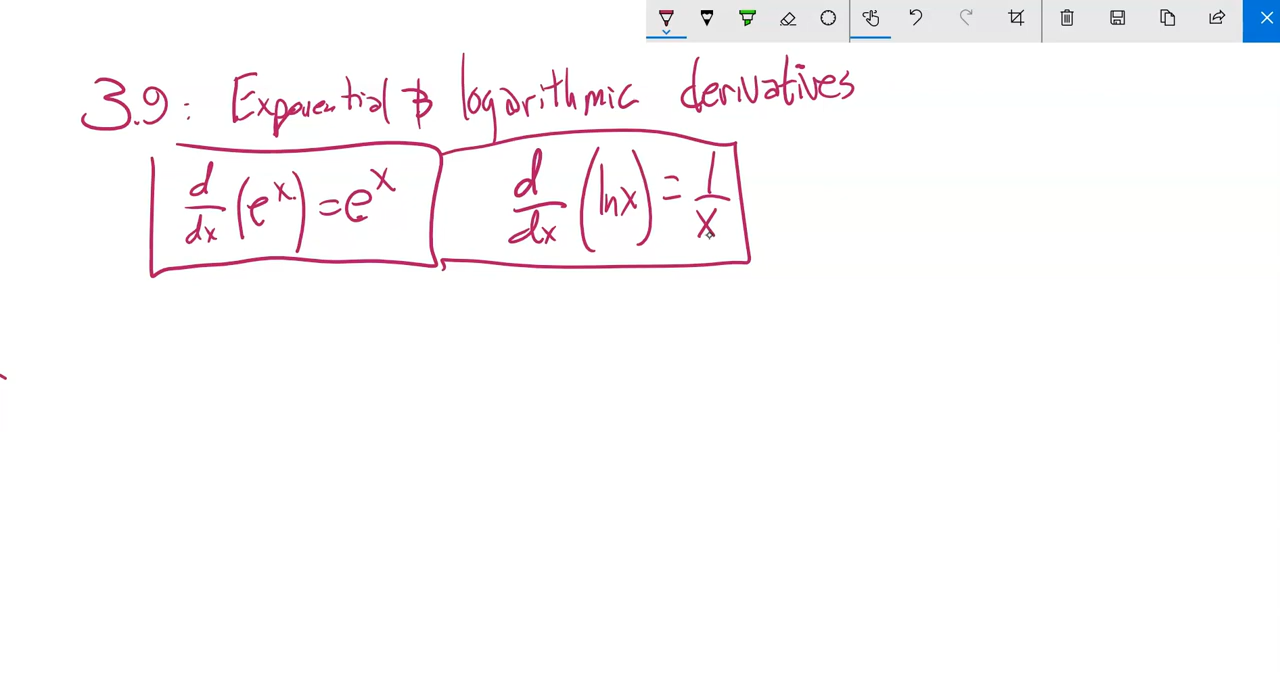 3.9: Exponential & logarithmic derivatives
d/dx (e^x) = e^x, d/dx (ln x) = 1/x